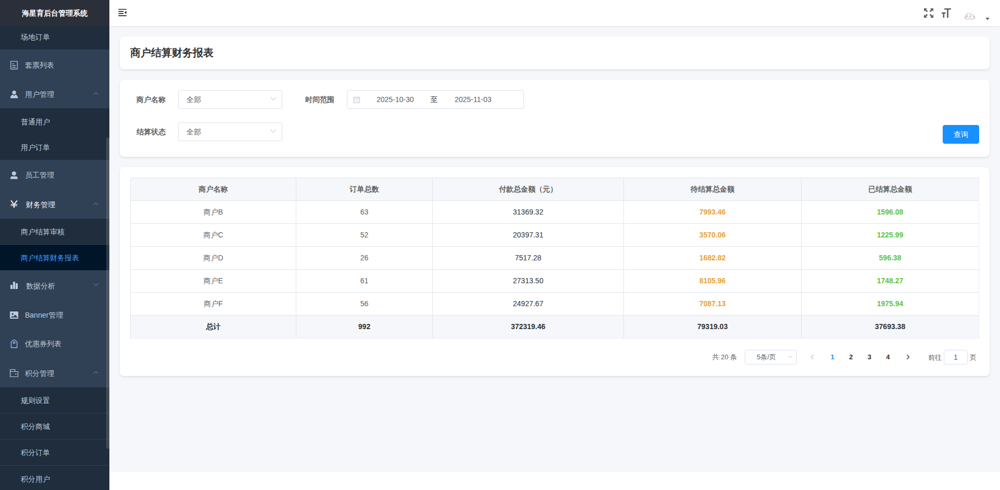 海星育后台管理系统
场地订单
套票列表
用户管理
普通用户
用户订单
员工管理
财务管理
商户结算审核
商户结算财务报表
数据分析
Banner管理
优惠券列表
积分管理
规则设置
积分商城
积分订单
积分用户
商户结算财务报表
商户名称 全部 时间范围 2025-10-30 至 2025-11-03
结算状态 全部
查询
商户名称 订单总数 付款总金额（元） 待结算总金额 已结算总金额
商户B 63 31369.32 7993.46 1596.08
商户C 52 20397.31 3570.06 1225.99
商户D 26 7517.28 1682.82 596.38
商户E 61 27313.50 8105.96 1748.27
商户F 56 24927.67 7087.13 1975.94
总计 992 372319.46 79319.03 37693.38
共 20 条 5条/页 1 2 3 4 前往 1 页